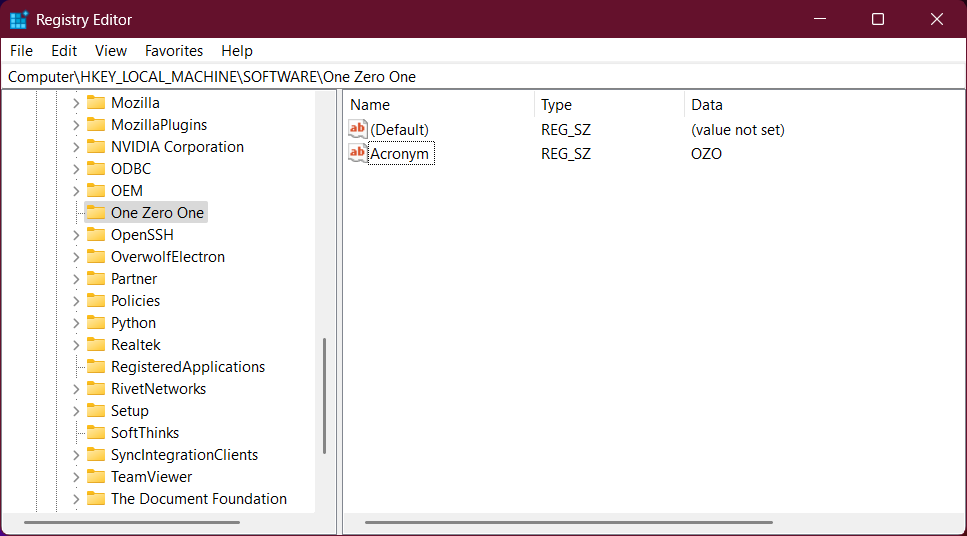 Registry Editor
File Edit View Favorites Help
Computer\HKEY_LOCAL_MACHINE\SOFTWARE\One Zero One
Mozilla
MozillaPlugins
NVIDIA Corporation
ODBC
OEM
One Zero One
OpenSSH
OverwolfElectron
Partner
Policies
Python
Realtek
RegisteredApplications
RivetNetworks
Setup
SoftThinks
SyncIntegrationClients
TeamViewer
The Document Foundation
Name Type Data
ab (Default) REG_SZ (value not set)
ab Acronym REG_SZ OZO